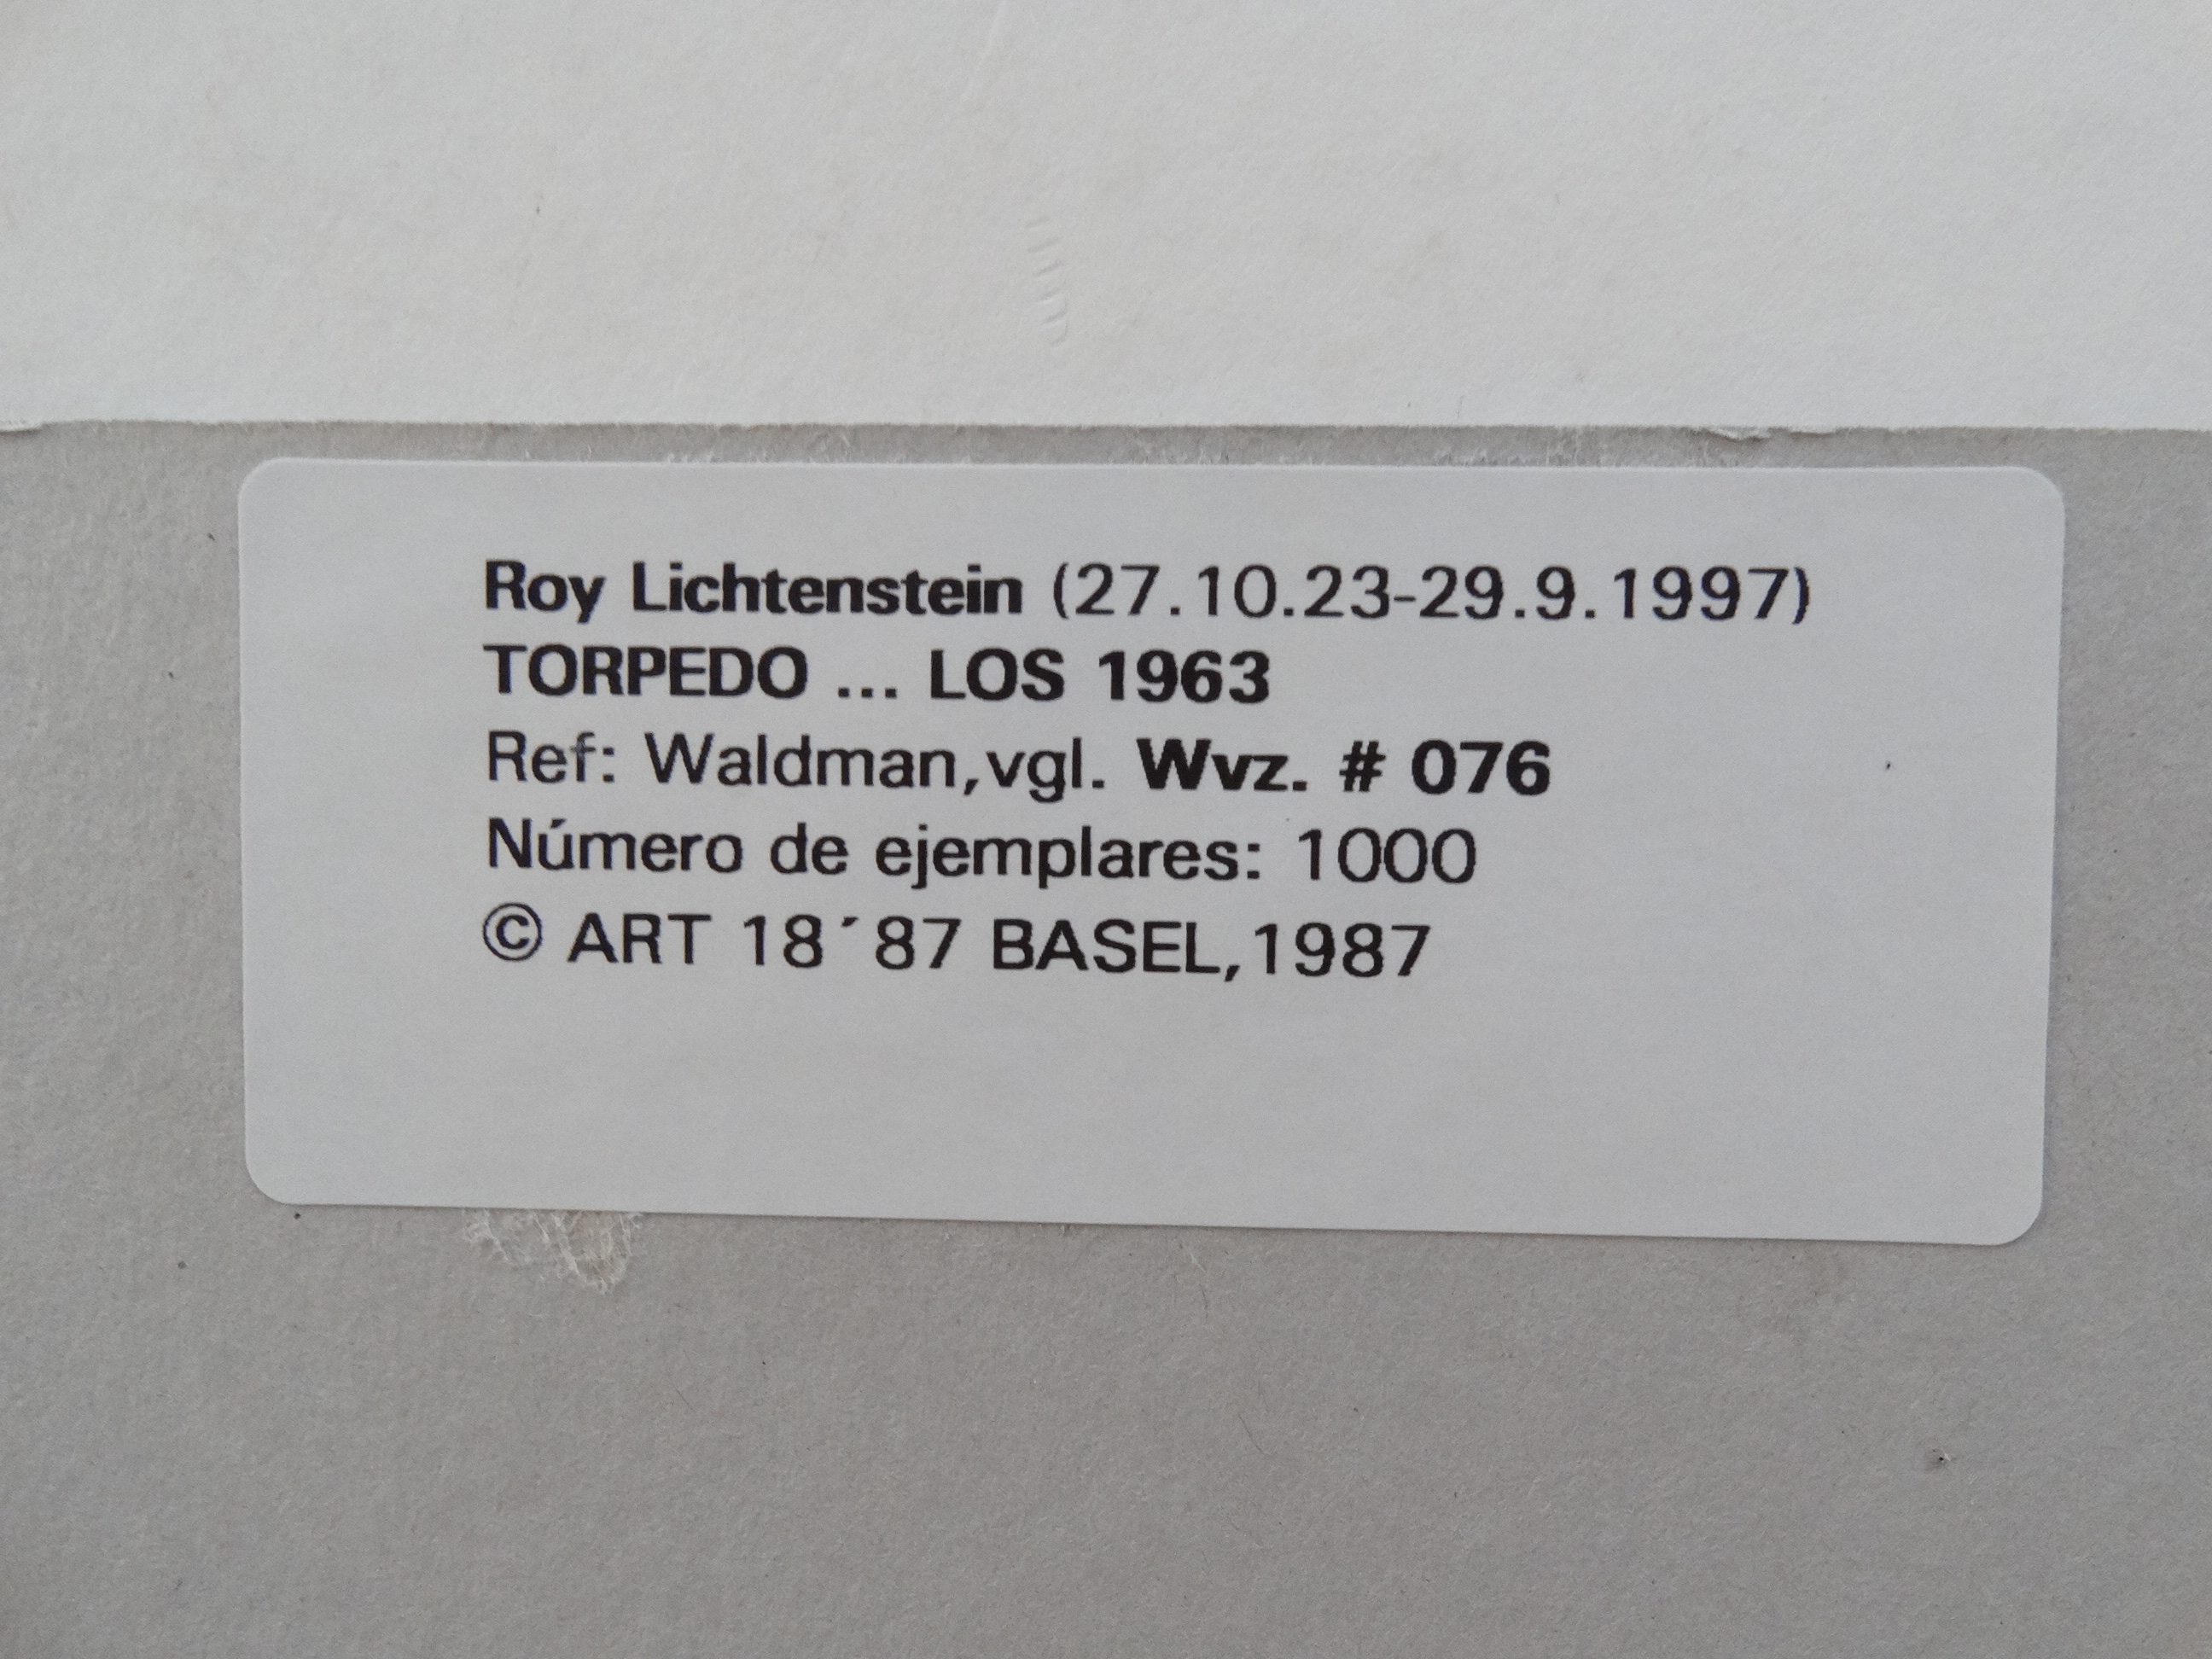 Roy Lichtenstein (27.10.23-29.9.1997)
TORPEDO ... LOS 1963
Ref: Waldman,vgl. Wvz. # 076
Número de ejemplares: 1000
© ART 18´87 BASEL,1987